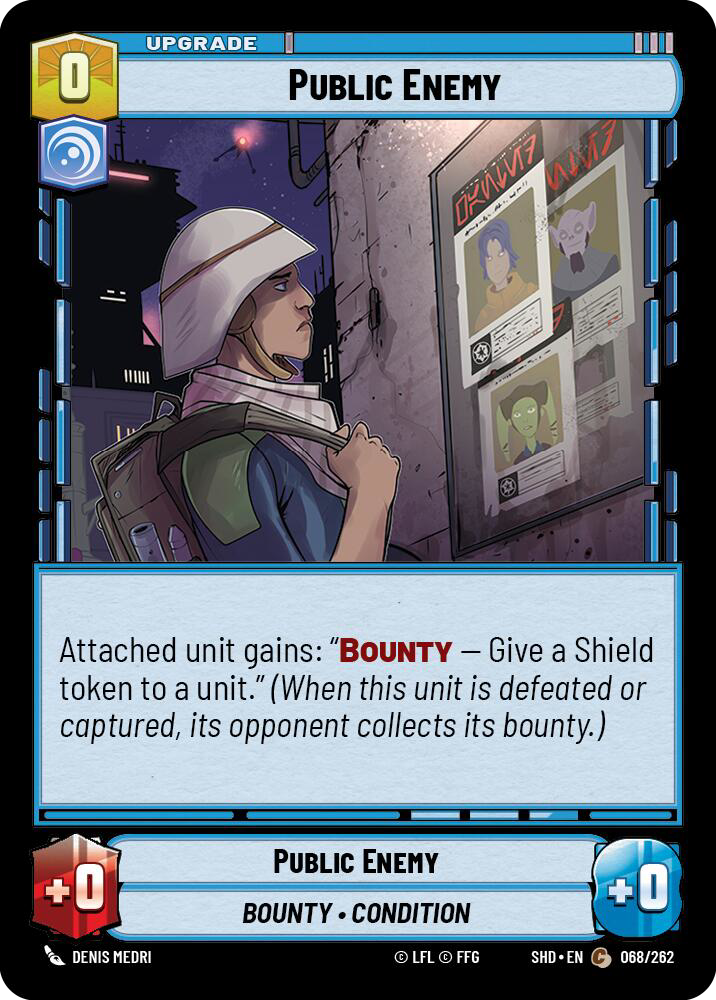 UPGRADE
0
PUBLIC ENEMY
Attached unit gains: “BOUNTY – Give a Shield
token to a unit.” (When this unit is defeated or
captured, its opponent collects its bounty.)
+0
PUBLIC ENEMY
+0
BOUNTY • CONDITION
DENIS MEDRI
© LFL © FFG
SHD • EN C 068/262